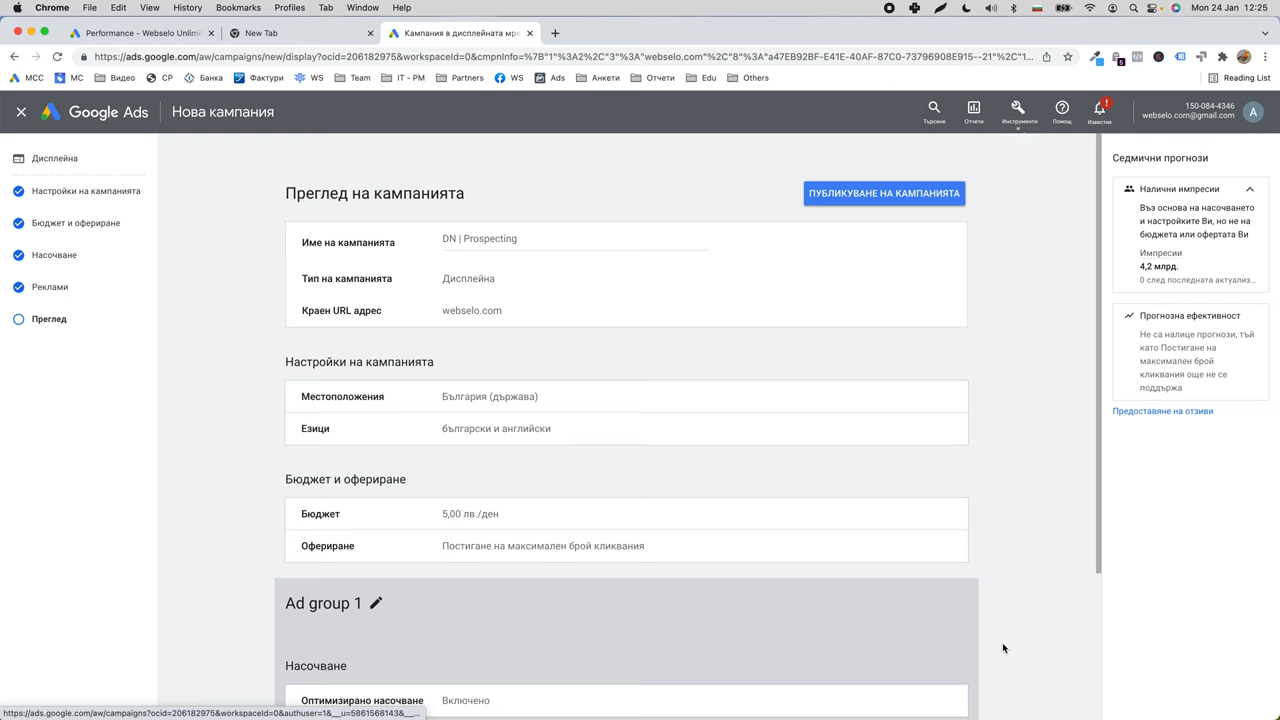 Chrome File Edit View History Bookmarks Profiles Tab Window Help Mon 24 Jan 12:25
Performance - Webselo Unlimi
New Tab
Кампания в дисплейната мре
https://ads.google.com/aw/campaigns/new/display?ocid=206182975&workspaceId=0&cmpnInfo=%7B"1"%3A2%2C"3"%3A"webselo.com"%2C"8"%3A"a47EB92BF-E41E-40AF-87C0-73796908E915--21"%2C"1...
MCC MC Видео СР Банка Фактури WS Team IT - PM Partners WS Ads Анкети Отчети Edu Others Reading List
Google Ads Нова кампания
Търсене
Отчети
Инструменти
и
Помощ
Известие
150-084-4346
webselo.com@gmail.com
A
Дисплейна
Настройки на кампанията
Бюджет и офериране
Насочване
Реклами
Преглед
Преглед на кампанията
ПУБЛИКУВАНЕ НА КАМПАНИЯТА
Име на кампанията DN | Prospecting
Тип на кампанията Дисплейна
Краен URL адрес webselo.com
Настройки на кампанията
Местоположения България (държава)
Езици български и английски
Бюджет и офериране
Бюджет 5,00 лв./ден
Офериране Постигане на максимален брой кликвания
Ad group 1
Насочване
Оптимизирано насочване Включено
Седмични прогнози
Налични импресии
Въз основа на насочването
и настройките Ви, но не на
бюджета или офертата Ви
Импресии
4,2 млрд.
0 след последната актуализ...
Прогнозна ефективност
Не са налице прогнози, тъй
като Постигане на
максимален брой
кликвания още не се
поддържа
Предоставяне на отзиви
https://ads.google.com/aw/campaigns?ocid=206182975&workspaceId=0&authuser=1&__u=5861568143&__...